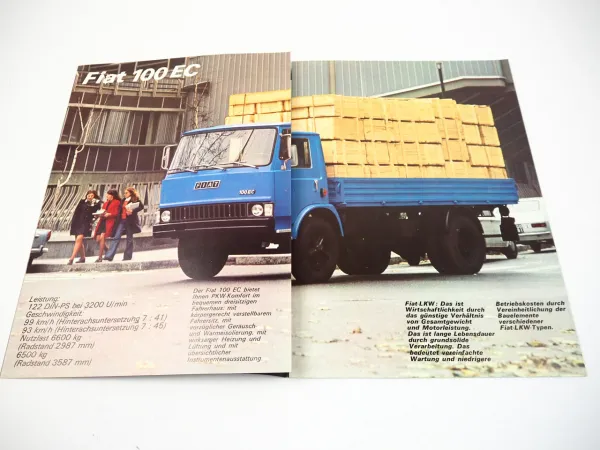 Fiat 100 EC
FIAT
100 EC
Leistung:
122 DIN-PS bei 3200 U/min
Geschwindigkeit:
99 km/h (Hinterachsuntersetzung 7 : 41)
93 km/h (Hinterachsuntersetzung 7 : 45)
Nutzlast 6600 kg
(Radstand 2987 mm)
6500 kg
(Radstand 3587 mm)
Der Fiat 100 EC bietet
Ihnen PKW-Komfort im
bequemen dreisitzigen
Fahrerhaus: mit
körpergerecht verstellbarem
Fahrersitz, mit
vorzüglicher Geräusch
und Wärmeisolierung, mit
wirksamer Heizung und
Lüftung und mit
übersichtlicher
Instrumentenausstattung
Fiat-LKW: Das ist
Wirtschaftlichkeit durch
das günstige Verhältnis
von Gesamtgewicht
und Motorleistung.
Das ist lange Lebensdauer
durch grundsolide
Verarbeitung. Das
bedeutet vereinfachte
Wartung und niedrigere
Betriebskosten durch
Vereinheitlichung der
Bauelemente
verschiedener
Fiat-LKW-Typen.